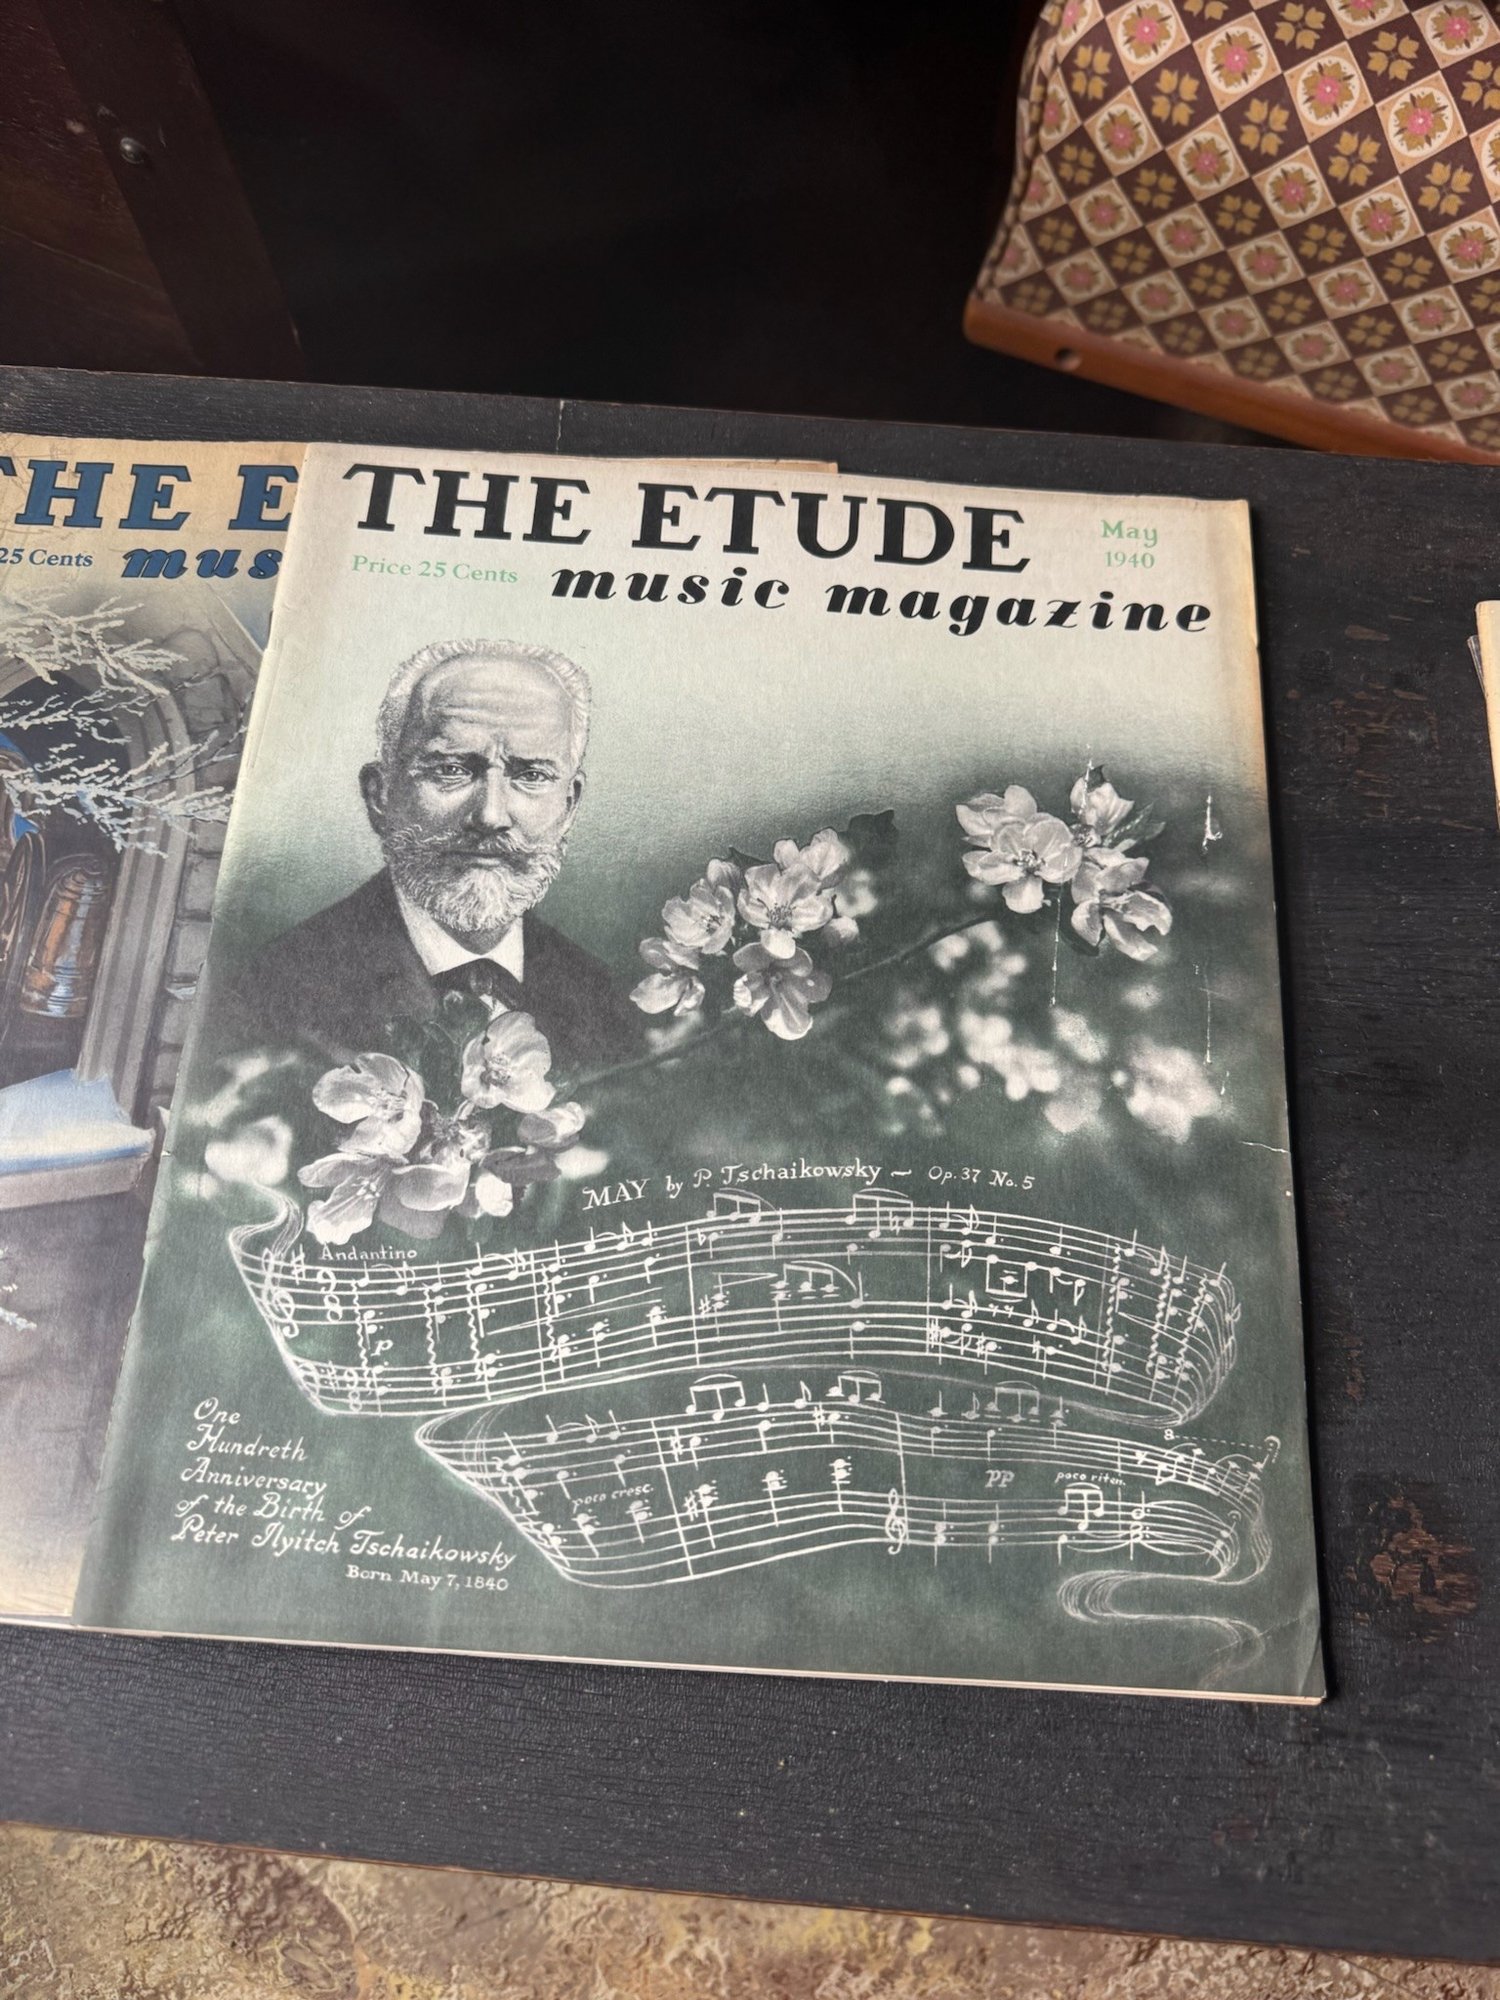 THE E
25 Cents
mus
THE ETUDE
May
1940
Price 25 Cents
music magazine
MAY by P. Tschaikowsky – Op. 37 No. 5
Andantino
p
poco cresc.
pp
poco riten.
8
One
Hundreth
Anniversary
of the Birth of
Peter Ilyitch Tschaikowsky
Born May 7, 1840